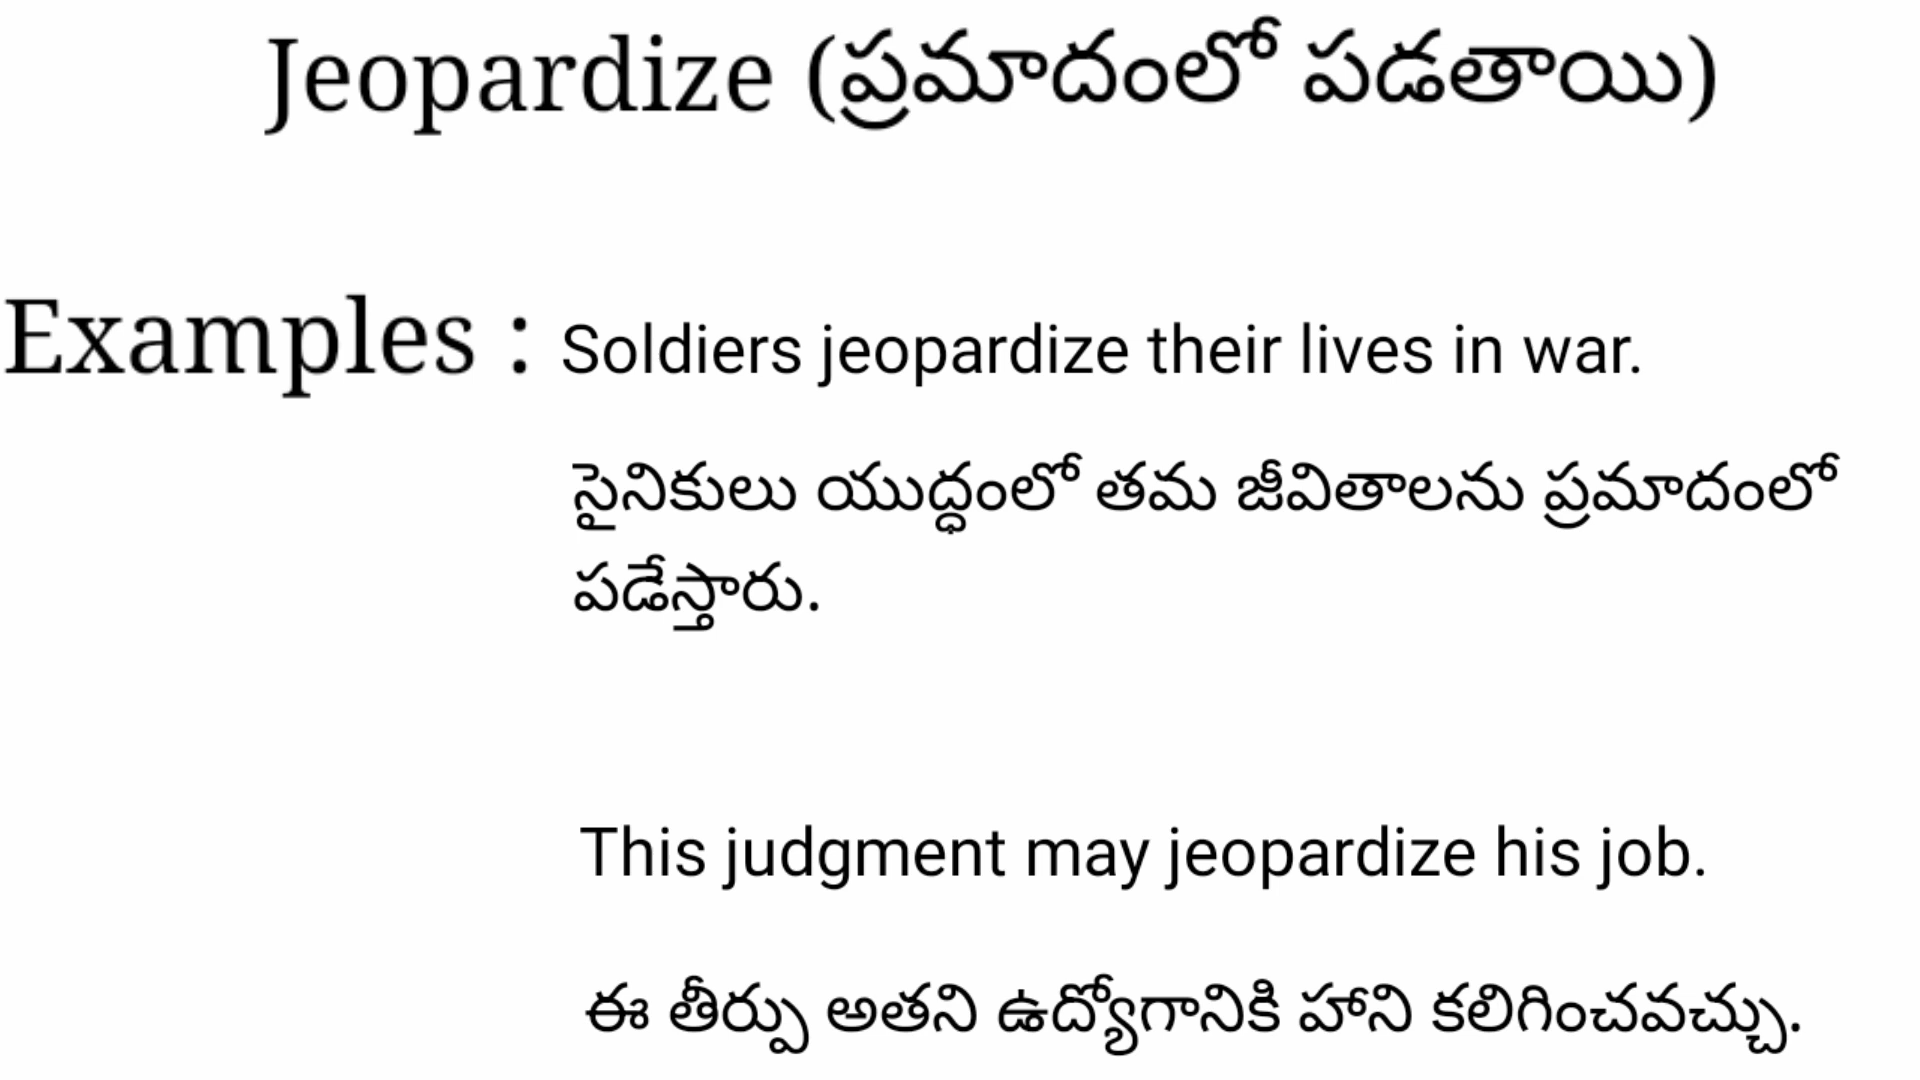 Jeopardize (ప్రమాదంలో పడతాయి)
Examples : Soldiers jeopardize their lives in war.
సైనికులు యుద్ధంలో తమ జీవితాలను ప్రమాదంలో
పడేస్తారు.
This judgment may jeopardize his job.
ఈ తీర్పు అతని ఉద్యోగానికి హాని కలిగించవచ్చు.